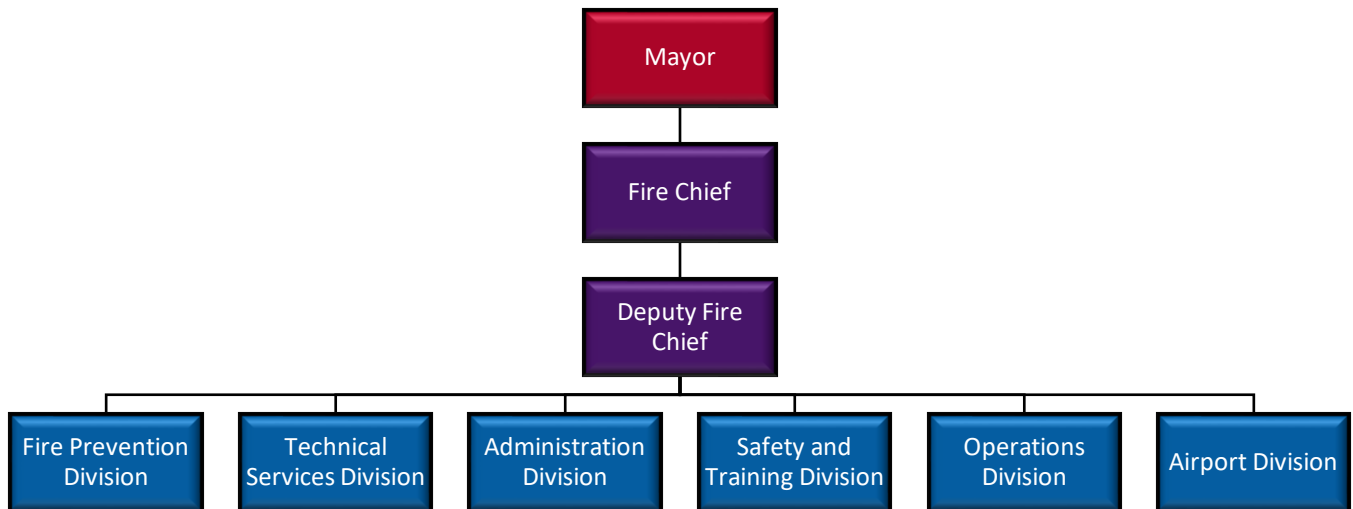 Mayor
Fire Chief
Deputy Fire
Chief
Fire Prevention
Division
Technical
Services Division
Administration
Division
Safety and
Training Division
Operations
Division
Airport Division